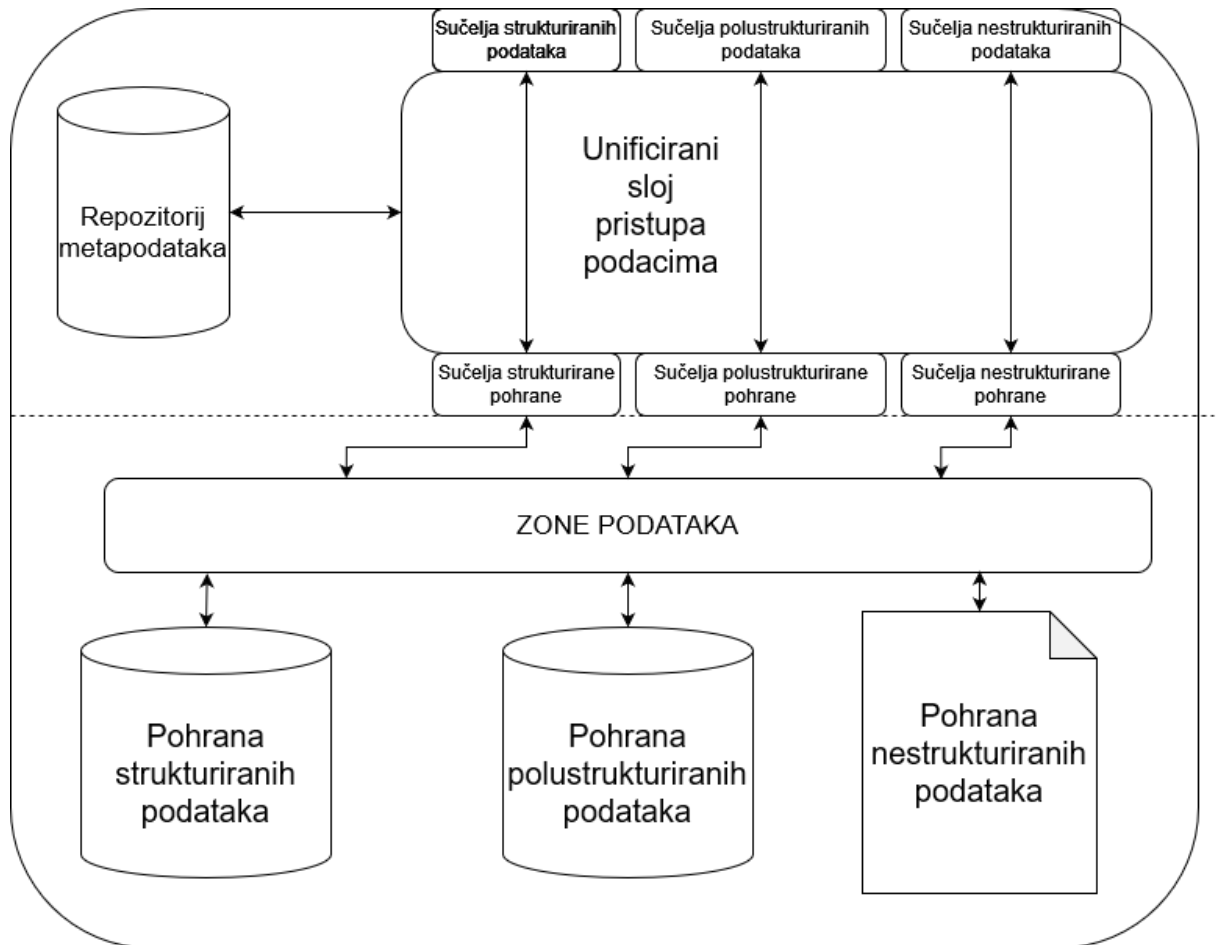 Sučelja strukturiranih
podataka
Sučelja polustrukturiranih
podataka
Sučelja nestrukturiranih
podataka
Repozitorij
metapodataka
Unificirani
sloj
pristupa
podacima
Sučelja strukturirane
pohrane
Sučelja polustrukturirane
pohrane
Sučelja nestrukturirane
pohrane
ZONE PODATAKA
Pohrana
strukturiranih
podataka
Pohrana
polustrukturiranih
podataka
Pohrana
nestrukturiranih
podataka